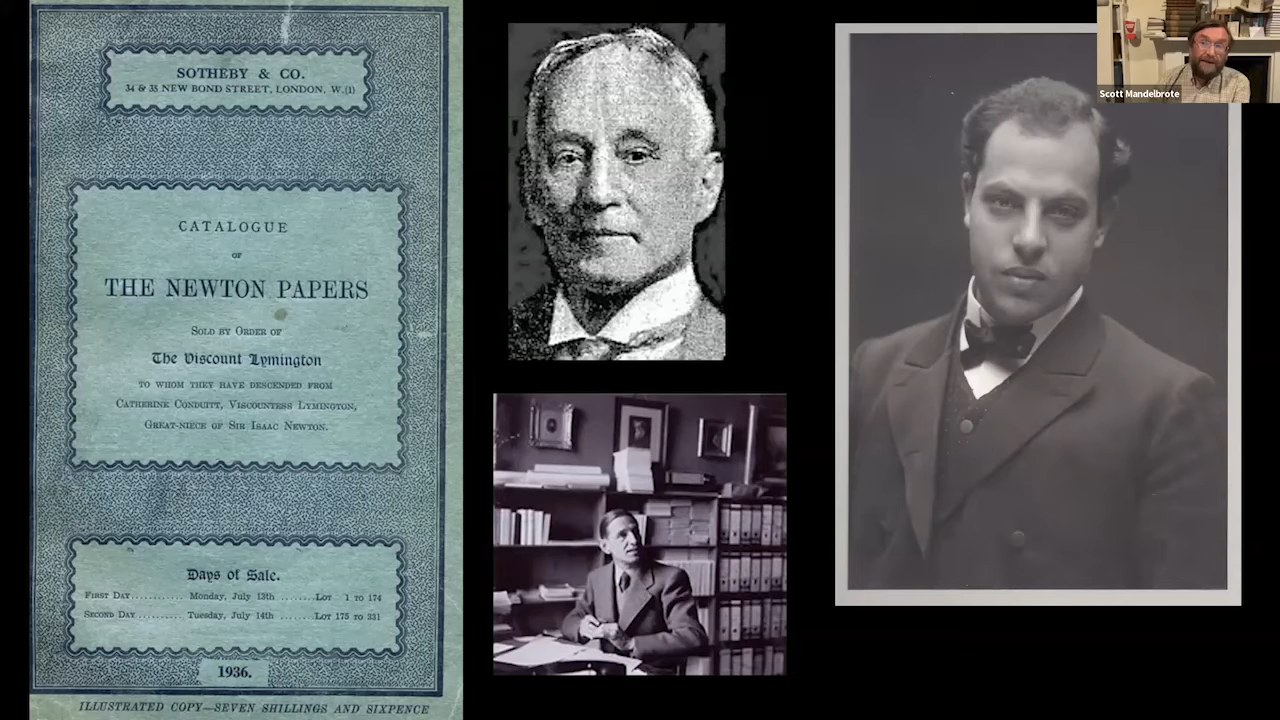 SOTHEBY & CO.
34 & 35 NEW BOND STREET, LONDON, W.(1)
CATALOGUE
OF
THE NEWTON PAPERS
SOLD BY ORDER OF
The Viscount Lymington
TO WHOM THEY HAVE DESCENDED FROM
CATHERINE CONDUITT, VISCOUNTESS LYMINGTON,
GREAT-NIECE OF SIR ISAAC NEWTON.
Days of Sale.
FIRST DAY........... Monday, July 13th .......LOT 1 TO 174
SECOND DAY........... Tuesday, July 14th .......LOT 175 TO 331
1936.
ILLUSTRATED COPY—SEVEN SHILLINGS AND SIXPENCE
Scott Mandelbrote